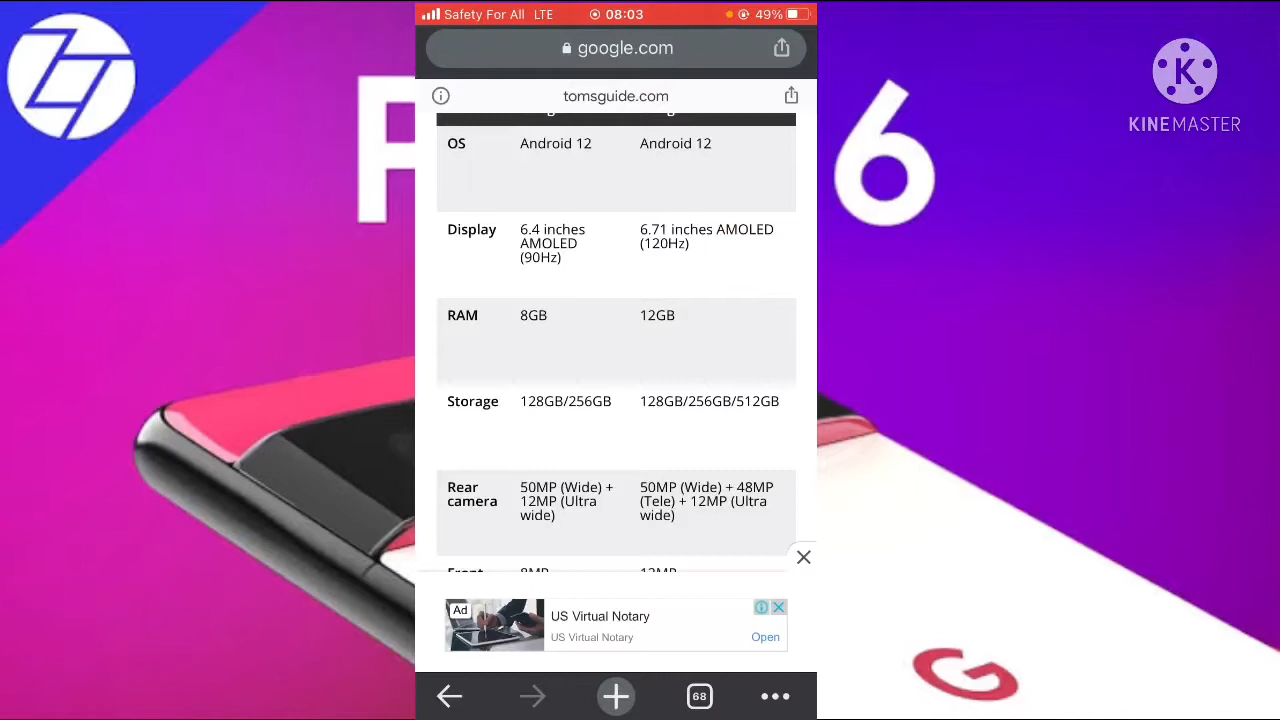 Safety For All LTE 08:03 49%
google.com
tomsguide.com
OS Android 12 Android 12
Display 6.4 inches AMOLED (90Hz) 6.71 inches AMOLED (120Hz)
RAM 8GB 12GB
Storage 128GB/256GB 128GB/256GB/512GB
Rear camera 50MP (Wide) + 12MP (Ultra wide) 50MP (Wide) + 48MP (Tele) + 12MP (Ultra wide)
Front 8MP 12MP
Ad
US Virtual Notary
US Virtual Notary Open
68
6
K
KINEMASTER
G